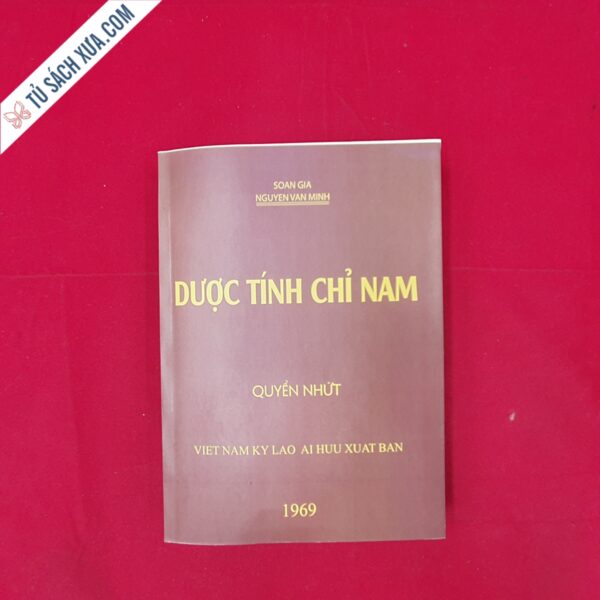 TỦ SÁCH XƯA.COM
SOAN GIA
NGUYEN VAN MINH
DƯỢC TÍNH CHỈ NAM
QUYỂN NHỨT
VIET NAM KY LAO AI HUU XUAT BAN
1969